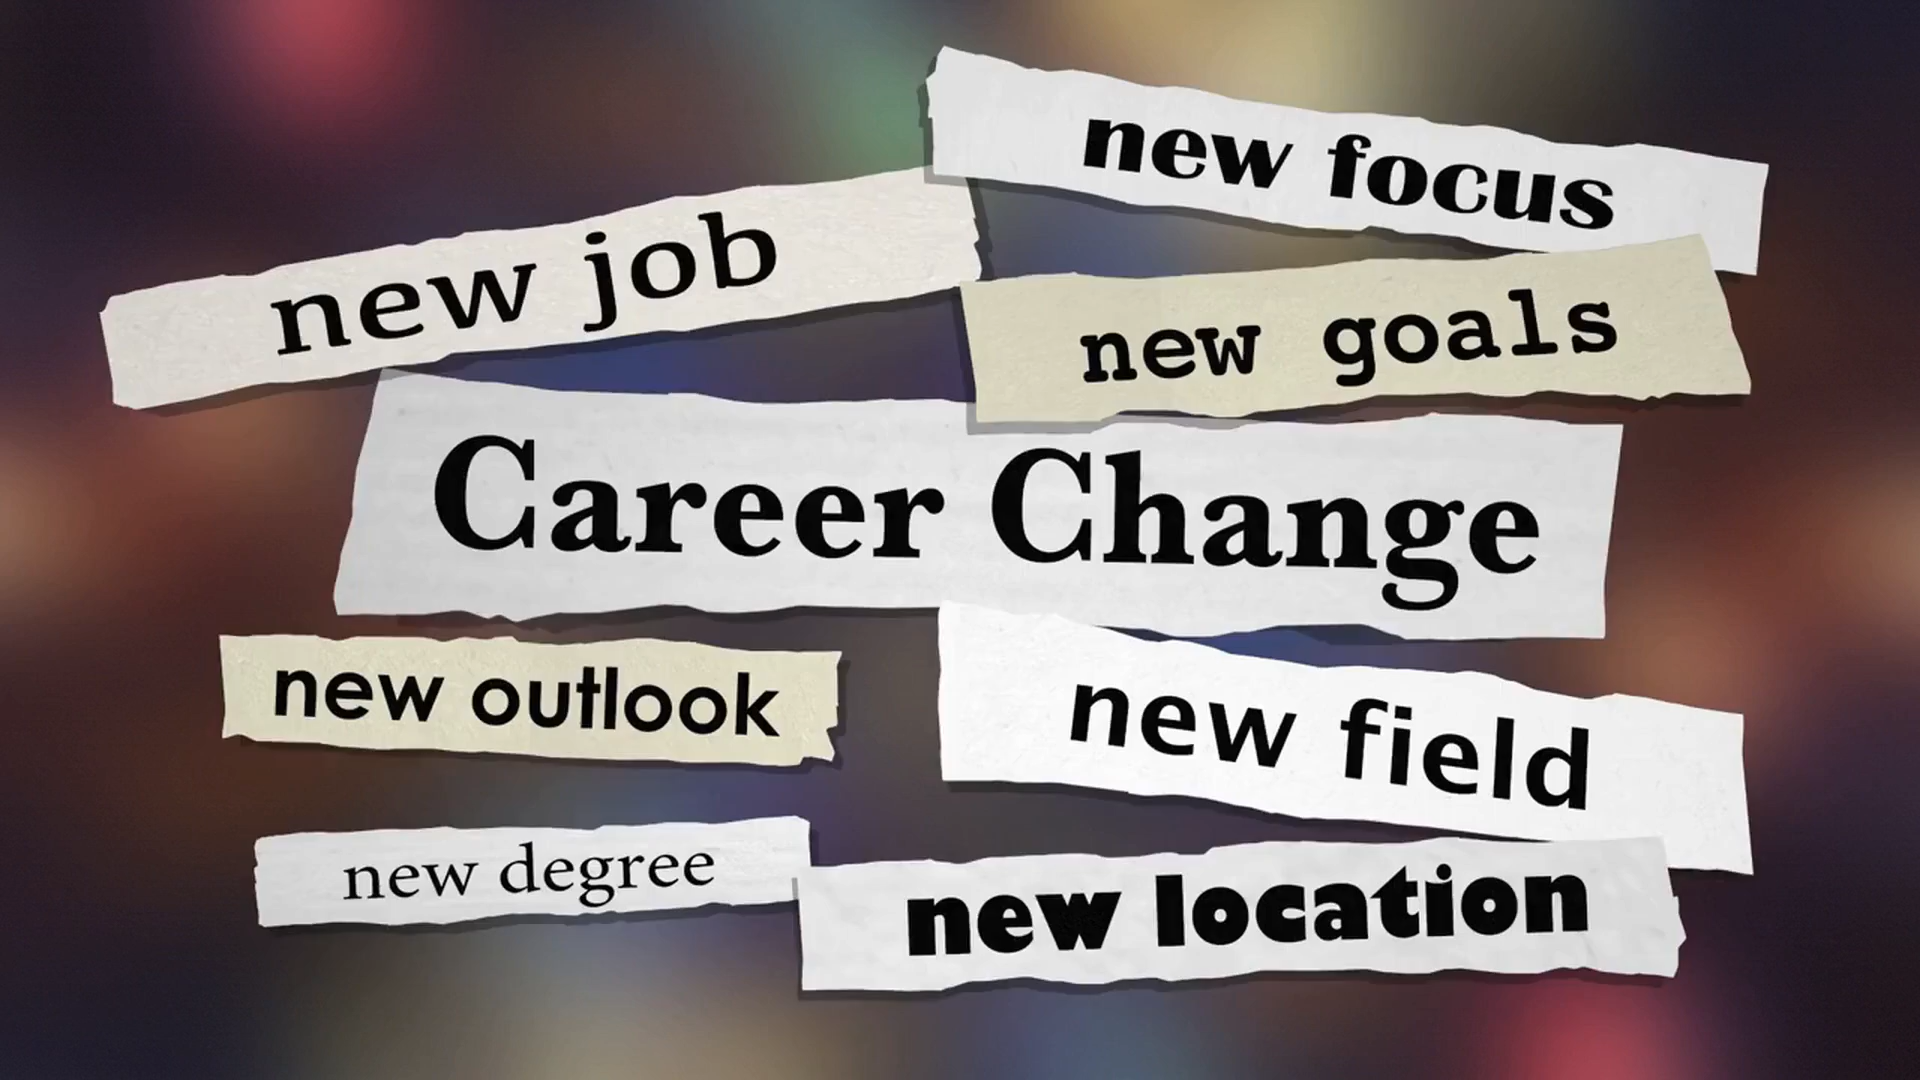 new focus
new job
new goals
Career Change
new outlook
new field
new degree
new location